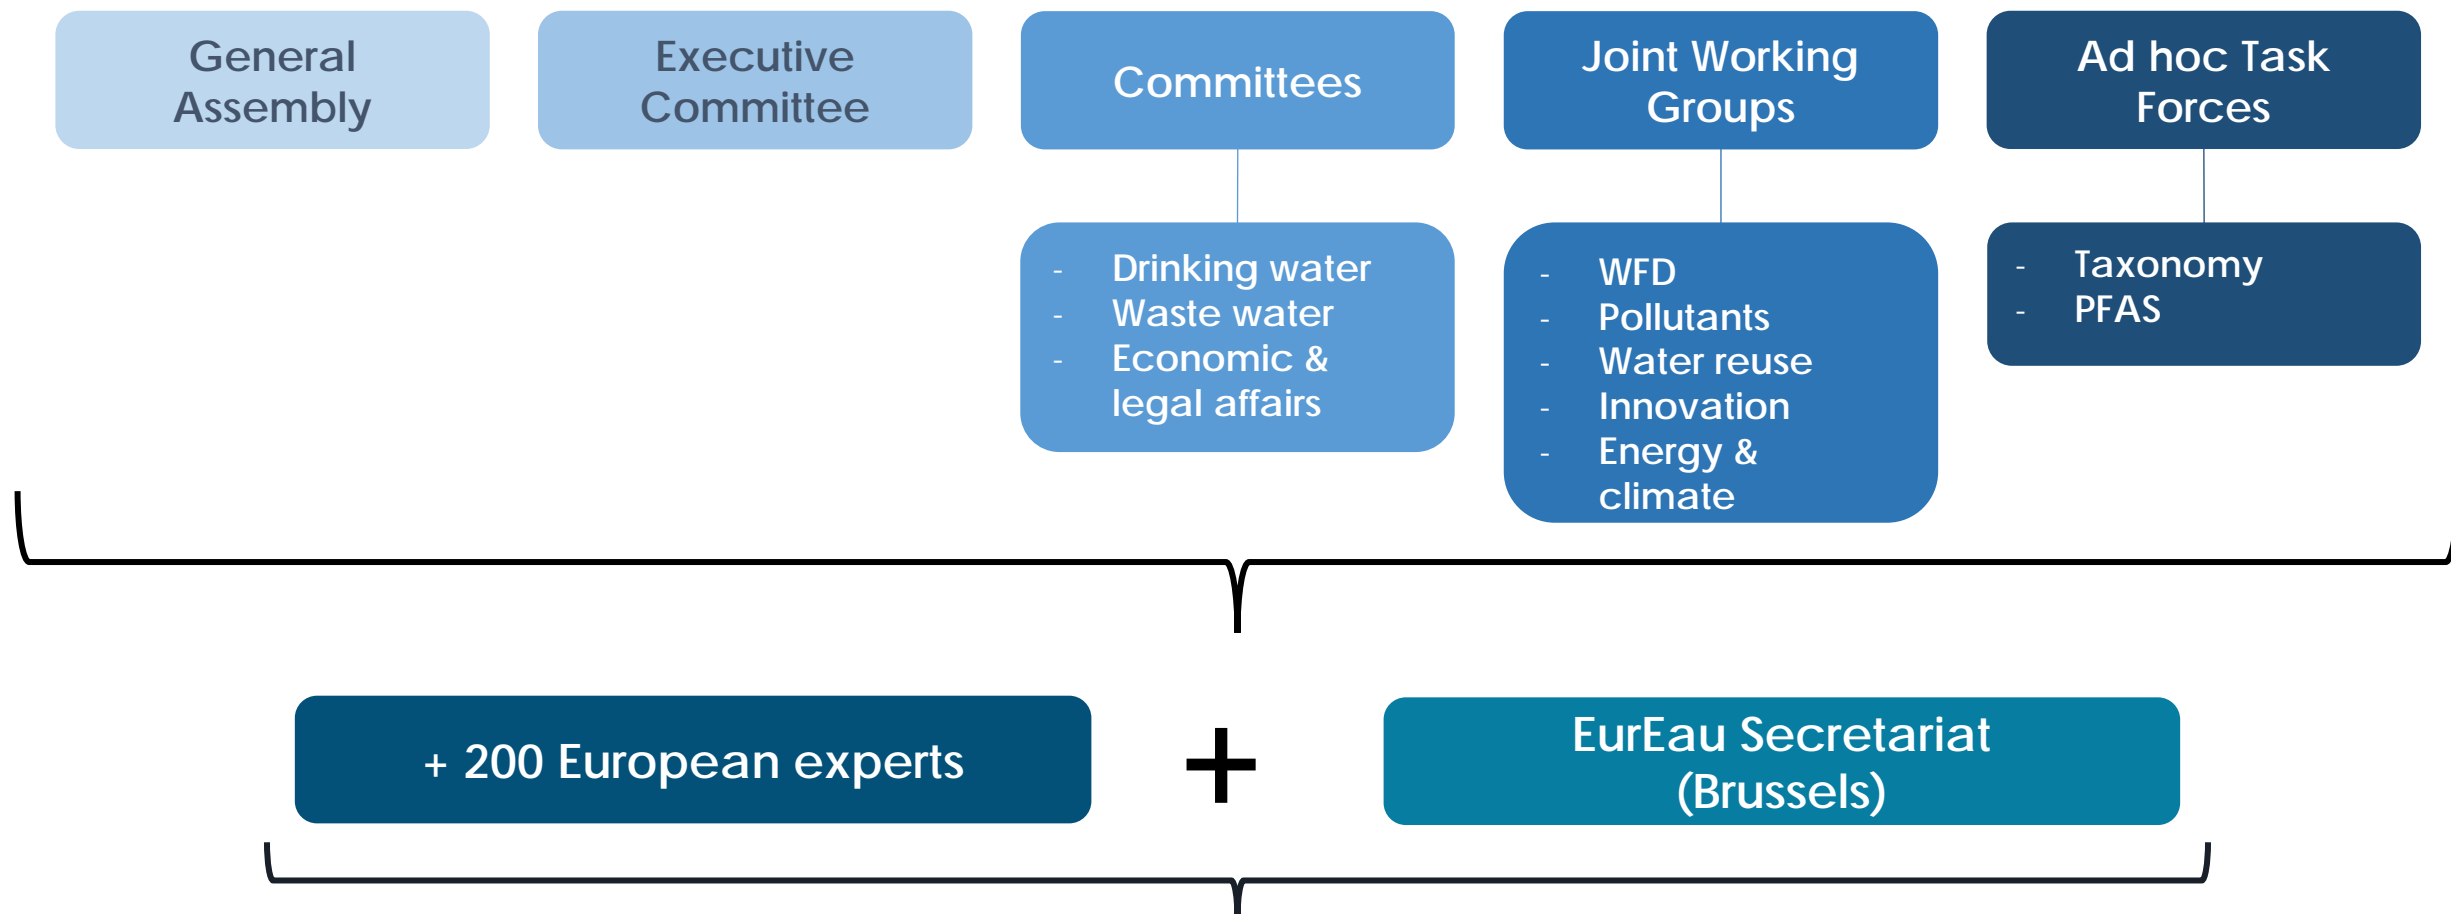 General
Assembly
Executive
Committee
Committees
Joint Working
Groups
Ad hoc Task
Forces
- Drinking water
- Waste water
- Economic &
legal affairs
- WFD
- Pollutants
- Water reuse
- Innovation
- Energy &
climate
- Taxonomy
- PFAS
+ 200 European experts
+
EurEau Secretariat
(Brussels)